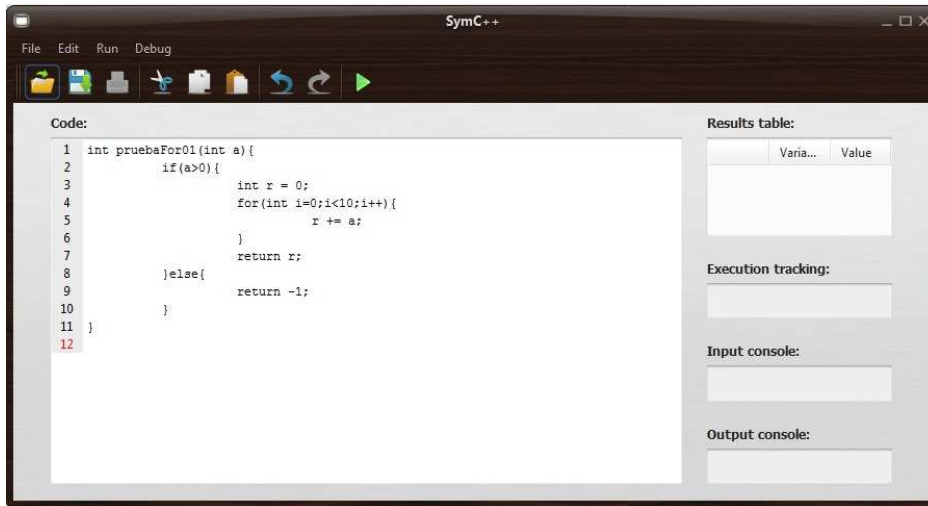 SymC++
File Edit Run Debug
Code:
1 int pruebaFor01(int a){
2 if(a>0){
3 int r = 0;
4 for(int i=0;i<10;i++){
5 r += a;
6 }
7 return r;
8 }else{
9 return -1;
10 }
11 }
12
Results table:
Varia... Value
Execution tracking:
Input console:
Output console: